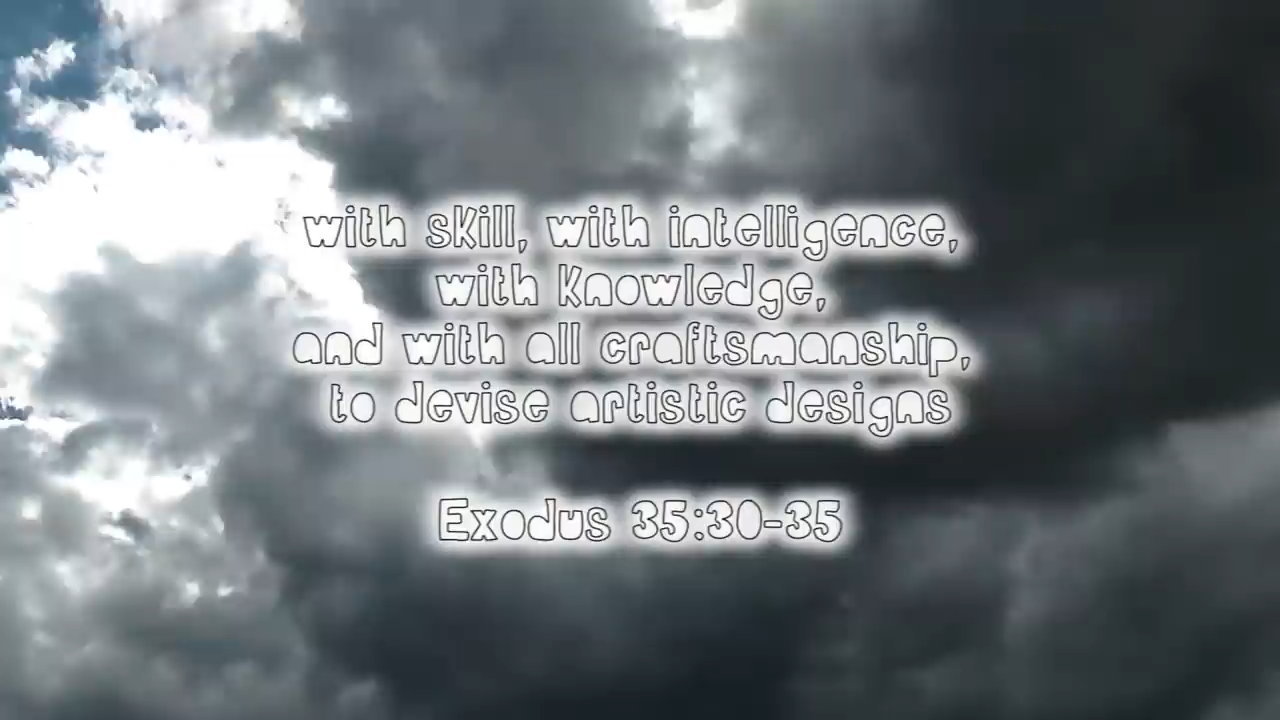 with skill, with intelligence,
with knowledge,
and with all craftsmanship,
to devise artistic designs
Exodus 35:30-35